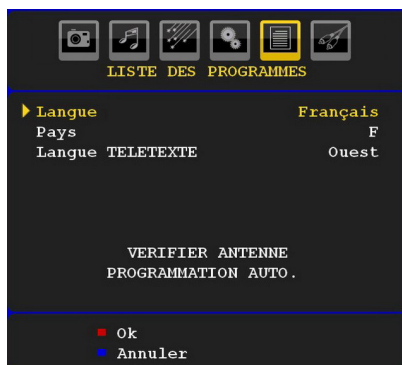 LISTE DES PROGRAMMES
Langue Français
Pays F
Langue TELETEXTE Ouest
VERIFIER ANTENNE
PROGRAMMATION AUTO.
Ok
Annuler